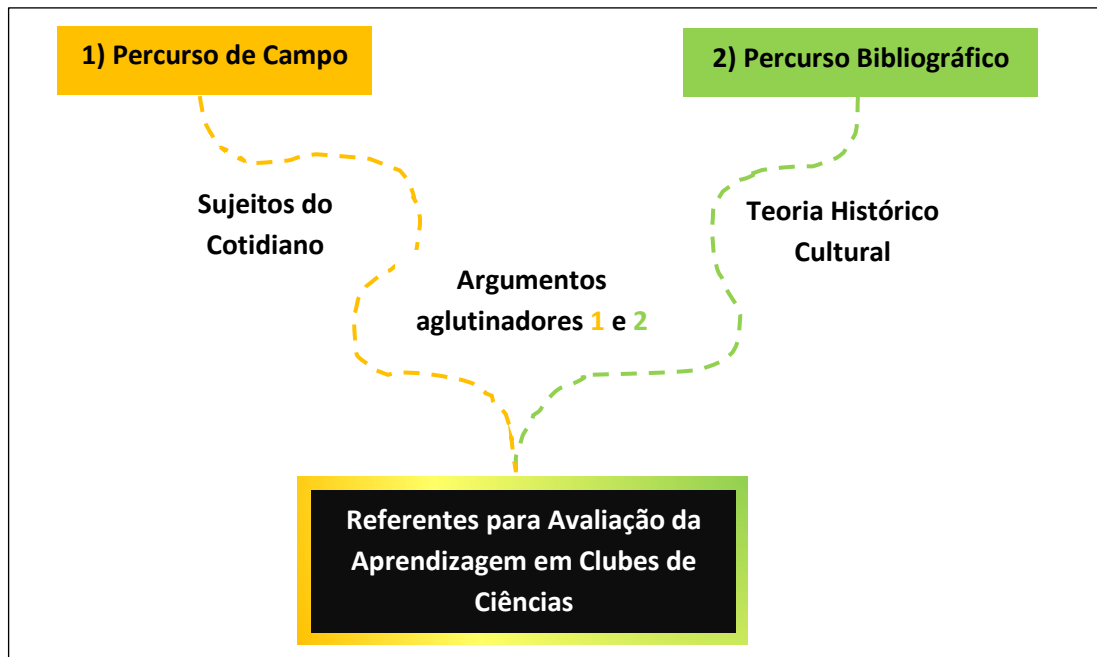 1) Percurso de Campo
2) Percurso Bibliográfico
Sujeitos do
Cotidiano
Teoria Histórico
Cultural
Argumentos
aglutinadores 1 e 2
Referentes para Avaliação da
Aprendizagem em Clubes de
Ciências